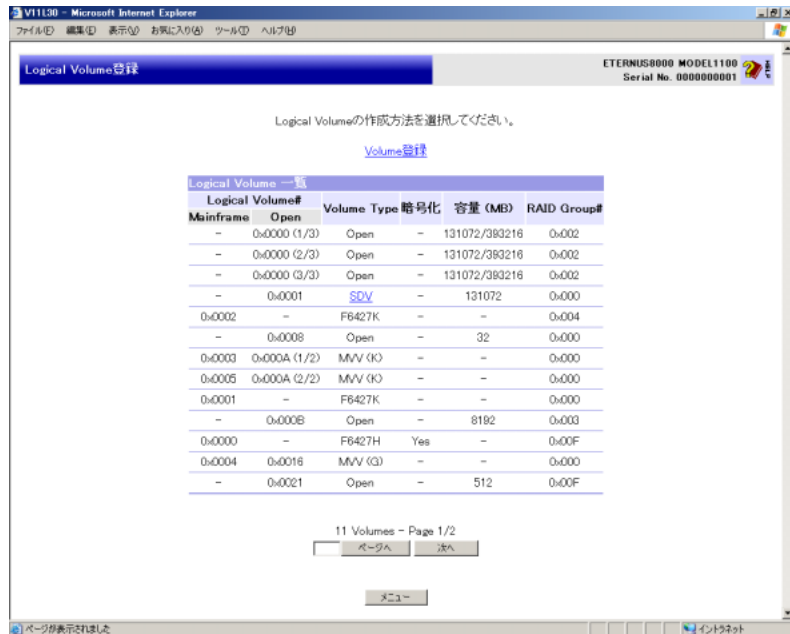 V11L30 - Microsoft Internet Explorer
ファイル(F) 編集(E) 表示(V) お気に入り(A) ツール(T) ヘルプ(H)
Logical Volume登録
ETERNUS8000 MODEL1100
Serial No. 0000000001
HELP
Logical Volumeの作成方法を選択してください。
Volume登録
Logical Volume 一覧
Logical Volume# Volume Type 暗号化 容量 (MB) RAID Group#
Mainframe Open
- 0x0000 (1/3) Open - 131072/393216 0x002
- 0x0000 (2/3) Open - 131072/393216 0x002
- 0x0000 (3/3) Open - 131072/393216 0x002
- 0x0001 SDV - 131072 0x000
0x0002 - F6427K - - 0x004
- 0x0008 Open - 32 0x000
0x0003 0x000A (1/2) MVV (K) - - 0x000
0x0005 0x000A (2/2) MVV (K) - - 0x000
0x0001 - F6427K - - 0x000
- 0x000B Open - 8192 0x003
0x0000 - F6427H Yes - 0x00F
0x0004 0x0016 MVV (G) - - 0x000
- 0x0021 Open - 512 0x00F
11 Volumes - Page 1/2
ページへ 次へ
メニュー
ページが表示されました イントラネット